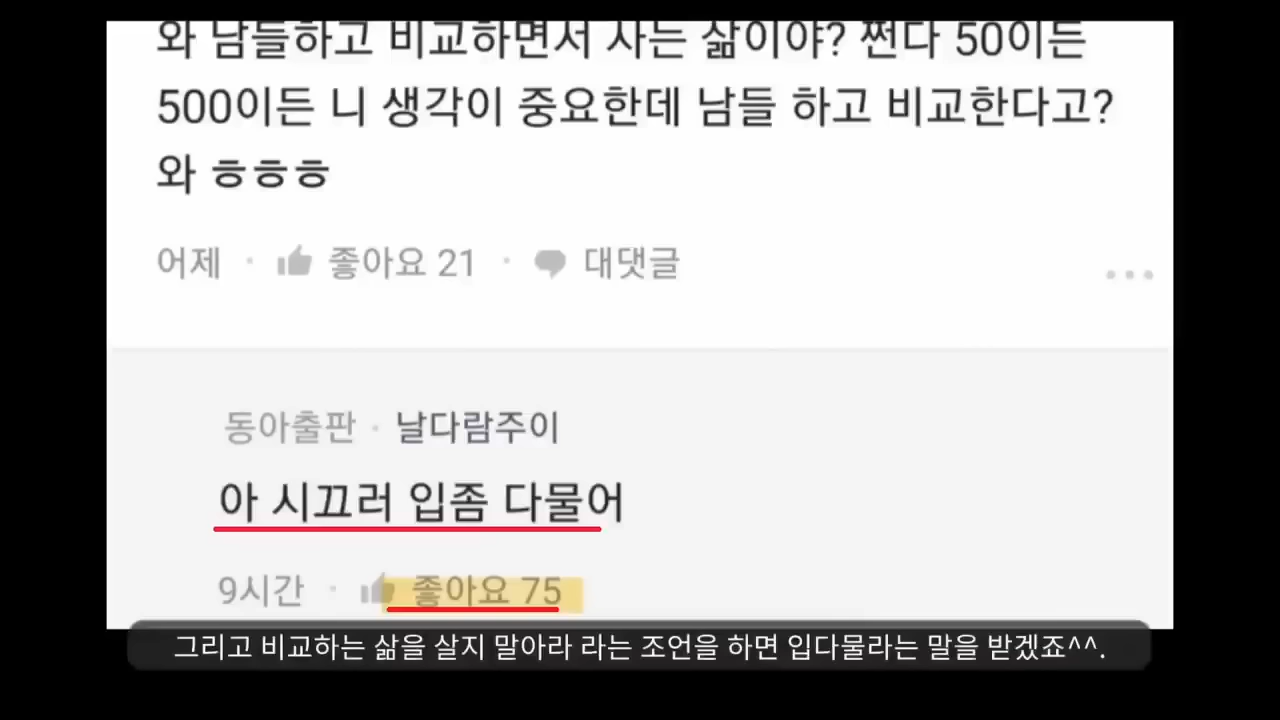 와 남들하고 비교하면서 사는 삶이야? 쩐다 50이든
500이든 니 생각이 중요한데 남들 하고 비교한다고?
와 ㅎㅎㅎ
어제 · 좋아요 21 · 대댓글
동아출판 · 날다람주이
아 시끄러 입좀 다물어
9시간 · 좋아요 75
그리고 비교하는 삶을 살지 말아라 라는 조언을 하면 입다물라는 말을 받겠죠^^.